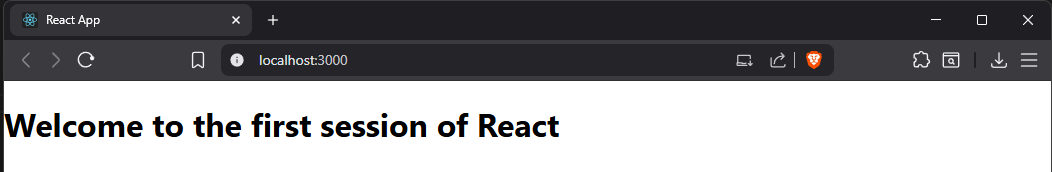 React App
localhost:3000
Welcome to the first session of React